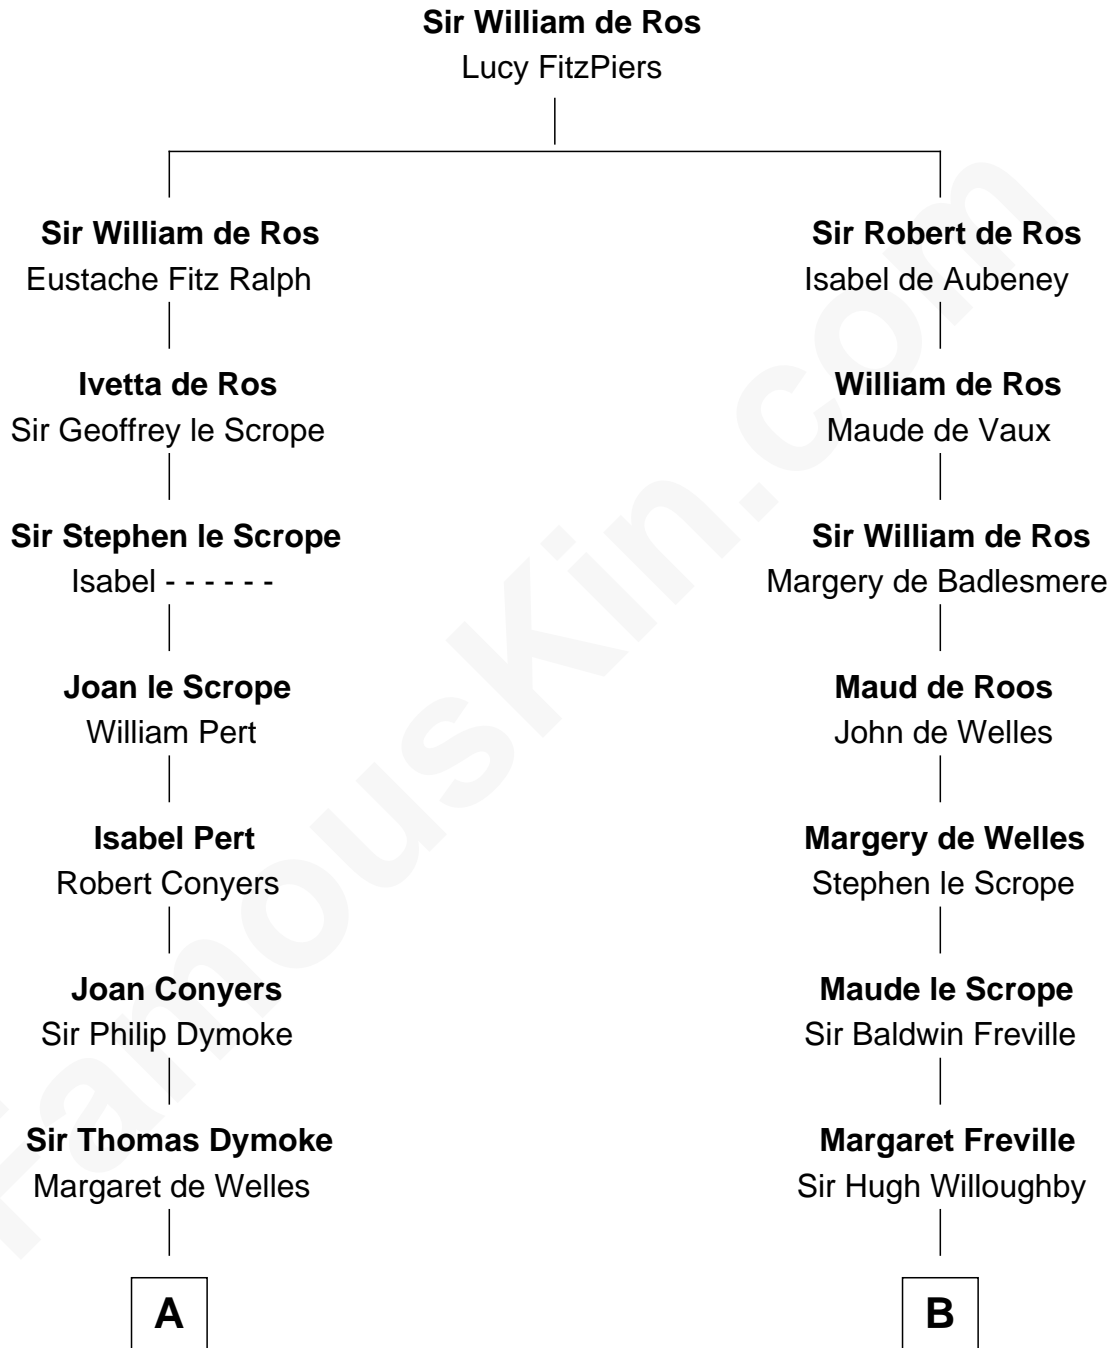 Sir William de Ros
Lucy FitzPiers
Sir William de Ros
Eustache Fitz Ralph
Sir Robert de Ros
Isabel de Aubeney
Ivetta de Ros
Sir Geoffrey le Scrope
William de Ros
Maude de Vaux
Sir Stephen le Scrope
Isabel - - - - - -
Sir William de Ros
Margery de Badlesmere
Joan le Scrope
William Pert
Maud de Roos
John de Welles
Isabel Pert
Robert Conyers
Margery de Welles
Stephen le Scrope
Joan Conyers
Sir Philip Dymoke
Maude le Scrope
Sir Baldwin Freville
Sir Thomas Dymoke
Margaret de Welles
Margaret Freville
Sir Hugh Willoughby
A
B
FamousKin.com